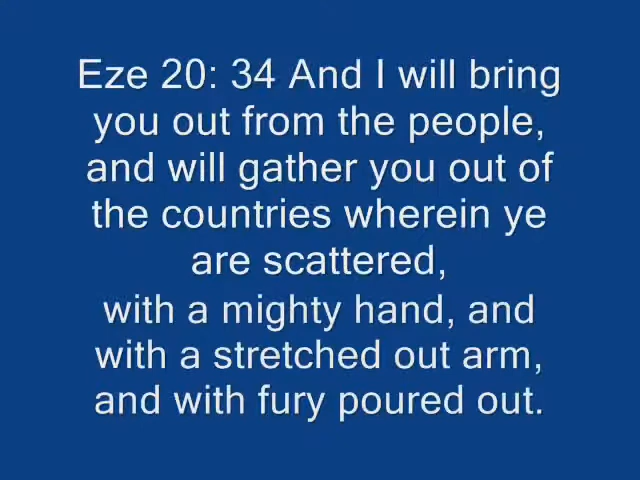 Eze 20: 34 And I will bring
you out from the people,
and will gather you out of
the countries wherein ye
are scattered,
with a mighty hand, and
with a stretched out arm,
and with fury poured out.